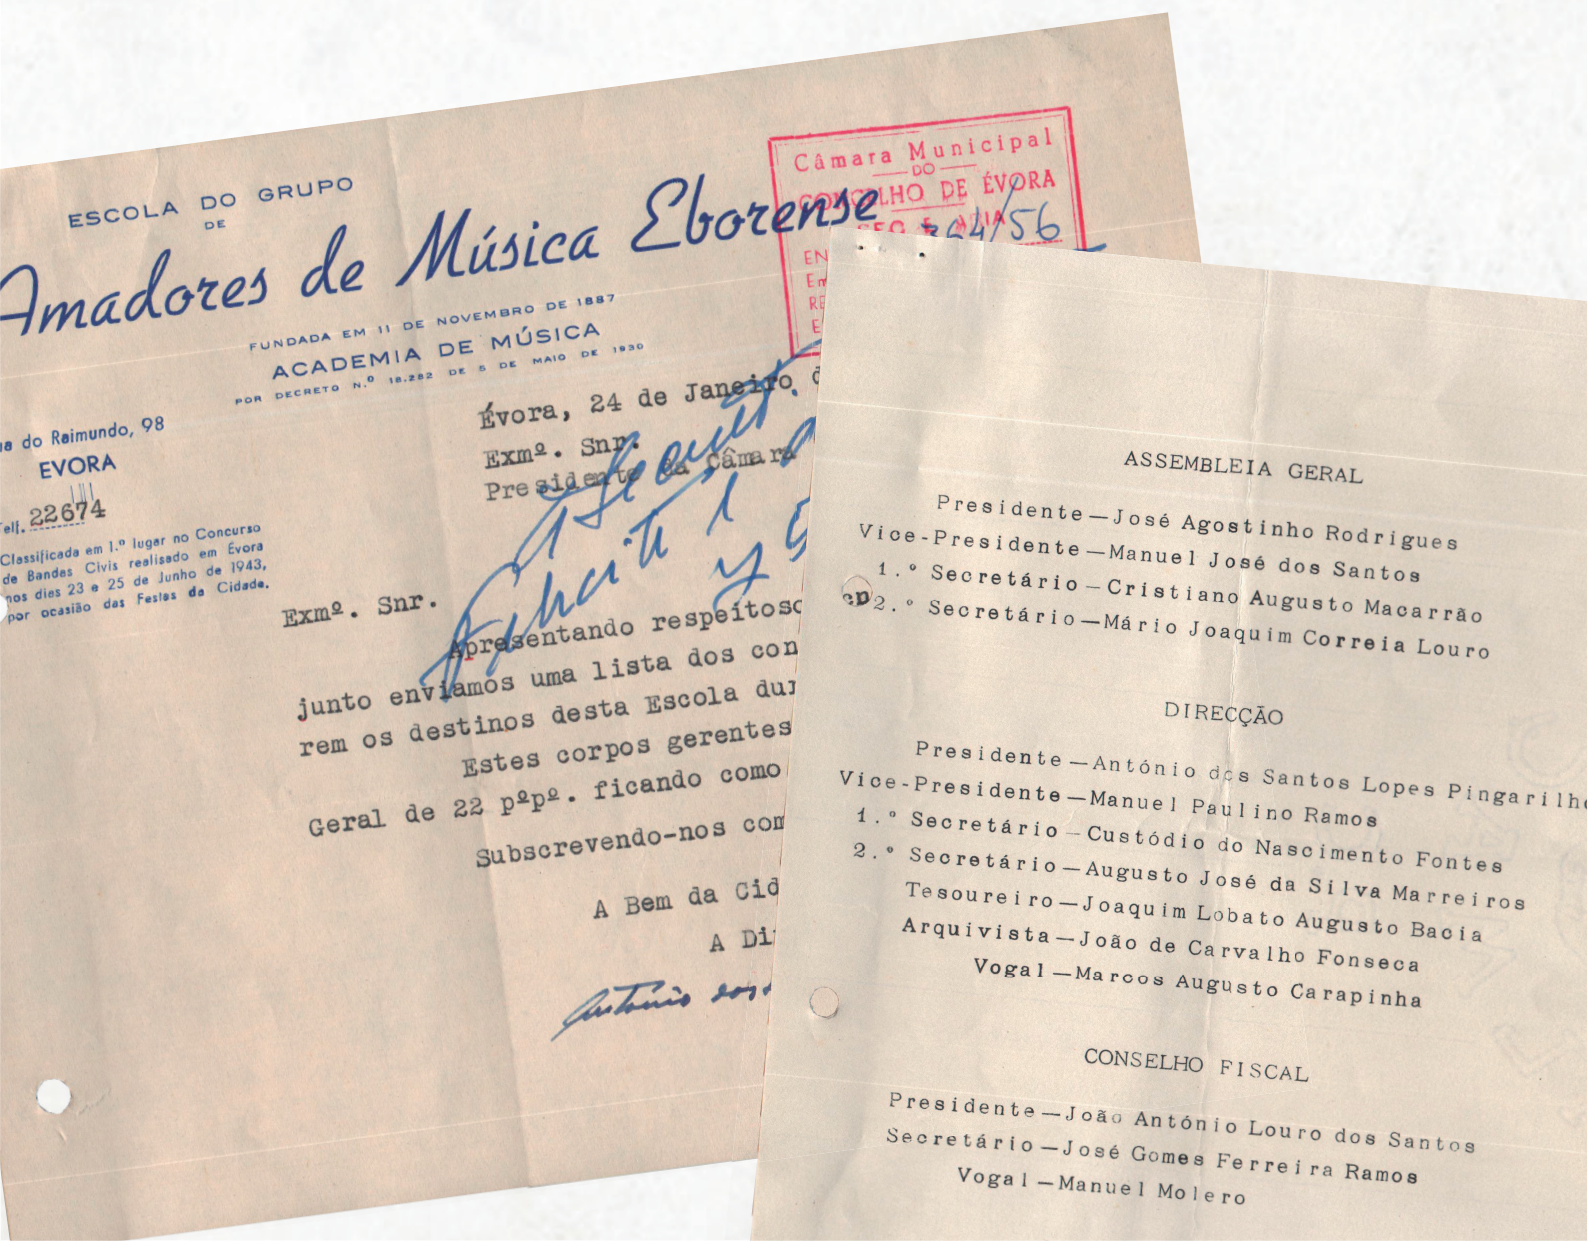 ESCOLA DO GRUPO
DE
Amadores de Música Eborense
FUNDADA EM 11 DE NOVEMBRO DE 1887
ACADEMIA DE MÚSICA
POR DECRETO N.º 18.282 DE 5 DE MAIO DE 1930
Câmara Municipal
DO
CONCELHO DE ÉVORA
364/56
EN
Em
RE
E
do Raimundo, 98
EVORA
Telf. 22674
Classificada em 1.º lugar no Concurso
de Bandas Civis realisado em Évora
nos dies 23 e 25 de Junho de 1943,
por ocasião das Festas da Cidade.
Évora, 24 de Janeiro d
Exmº. Snr.
Presidente da Câmara
Exmº. Snr.
Apresentando respeitoso
junto enviamos uma lista dos con
rem os destinos desta Escola dur
Estes corpos gerentes
Geral de 22 pºpº. ficando como
Subscrevendo-nos com
A Bem da Cid
A Di
António dos
ASSEMBLEIA GERAL
Presidente—José Agostinho Rodrigues
Vice-Presidente—Manuel José dos Santos
1.º Secretário—Cristiano Augusto Macarrão
2.º Secretário—Mário Joaquim Correia Louro
DIRECÇÃO
Presidente—António dos Santos Lopes Pingarilho
Vice-Presidente—Manuel Paulino Ramos
1.º Secretário—Custódio do Nascimento Fontes
2.º Secretário—Augusto José da Silva Marreiros
Tesoureiro—Joaquim Lobato Augusto Bacia
Arquivista—João de Carvalho Fonseca
Vogal—Marcos Augusto Carapinha
CONSELHO FISCAL
Presidente—João António Louro dos Santos
Secretário—José Gomes Ferreira Ramos
Vogal—Manuel Molero